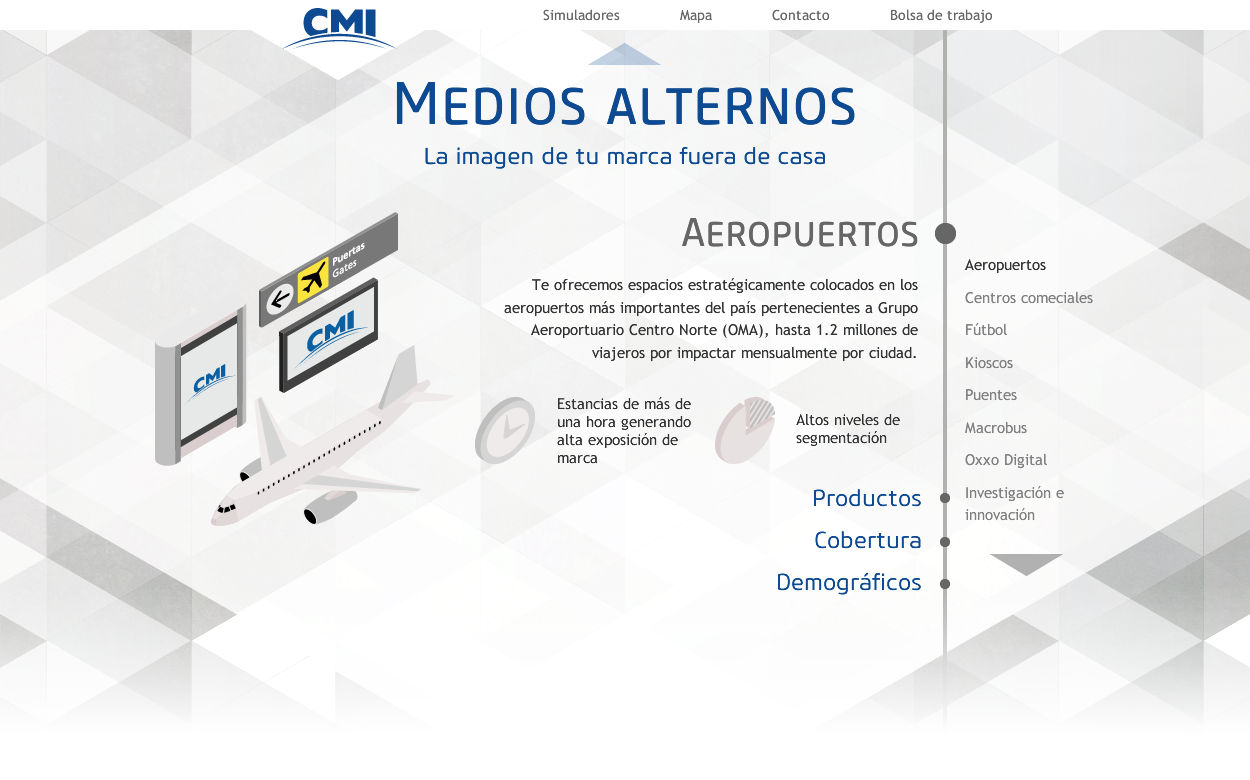 CMI
Simuladores
Mapa
Contacto
Bolsa de trabajo
Medios alternos
La imagen de tu marca fuera de casa
Puertas
Gates
CMI
CMI
Aeropuertos
Te ofrecemos espacios estratégicamente colocados en los
aeropuertos más importantes del país pertenecientes a Grupo
Aeroportuario Centro Norte (OMA), hasta 1.2 millones de
viajeros por impactar mensualmente por ciudad.
Estancias de más de
una hora generando
alta exposición de
marca
Altos niveles de
segmentación
Productos
Cobertura
Demográficos
Aeropuertos
Centros comeciales
Fútbol
Kioscos
Puentes
Macrobus
Oxxo Digital
Investigación e
innovación